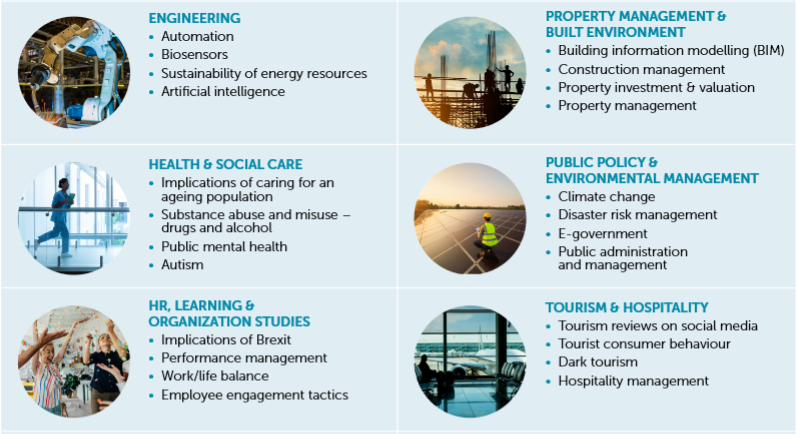 ENGINEERING
• Automation
• Biosensors
• Sustainability of energy resources
• Artificial intelligence
PROPERTY MANAGEMENT &
BUILT ENVIRONMENT
• Building information modelling (BIM)
• Construction management
• Property investment & valuation
• Property management
HEALTH & SOCIAL CARE
• Implications of caring for an
ageing population
• Substance abuse and misuse –
drugs and alcohol
• Public mental health
• Autism
PUBLIC POLICY &
ENVIRONMENTAL MANAGEMENT
• Climate change
• Disaster risk management
• E-government
• Public administration
and management
HR, LEARNING &
ORGANIZATION STUDIES
• Implications of Brexit
• Performance management
• Work/life balance
• Employee engagement tactics
TOURISM & HOSPITALITY
• Tourism reviews on social media
• Tourist consumer behaviour
• Dark tourism
• Hospitality management